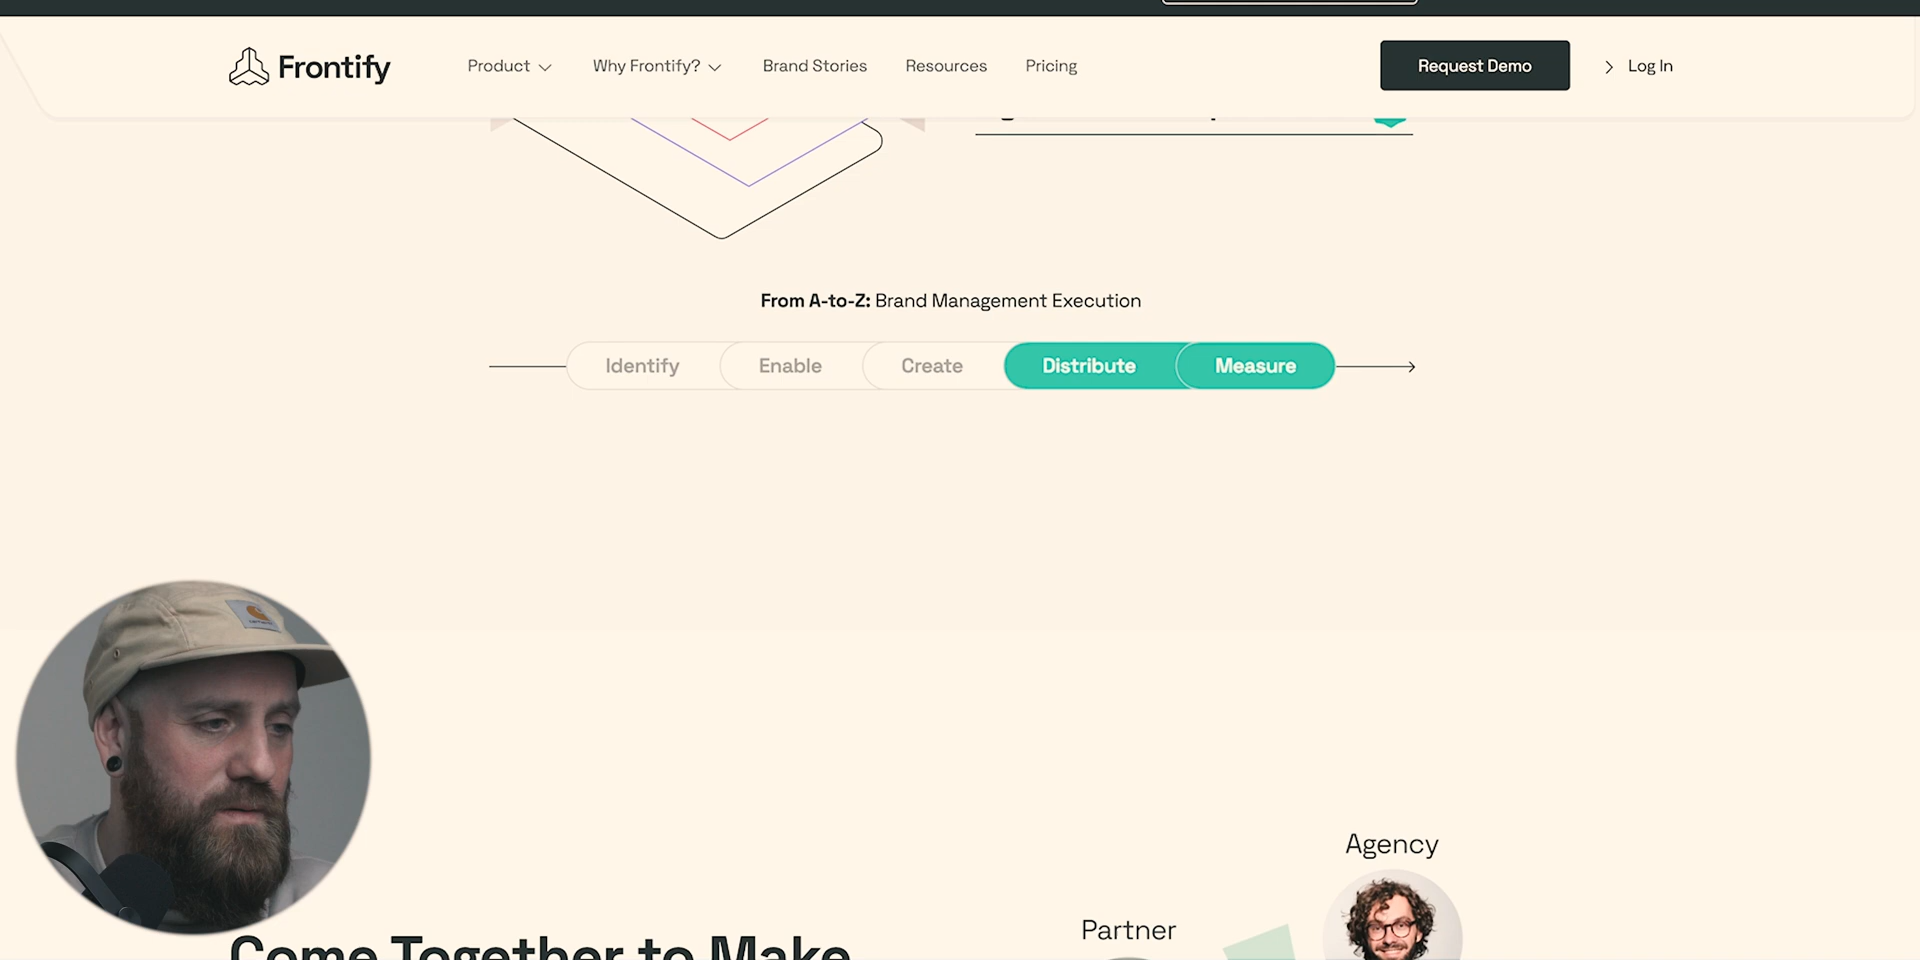 Frontify
Product
Why Frontify?
Brand Stories
Resources
Pricing
Request Demo
Log In
From A-to-Z: Brand Management Execution
Identify
Enable
Create
Distribute
Measure
Agency
Partner
Come Together to Make